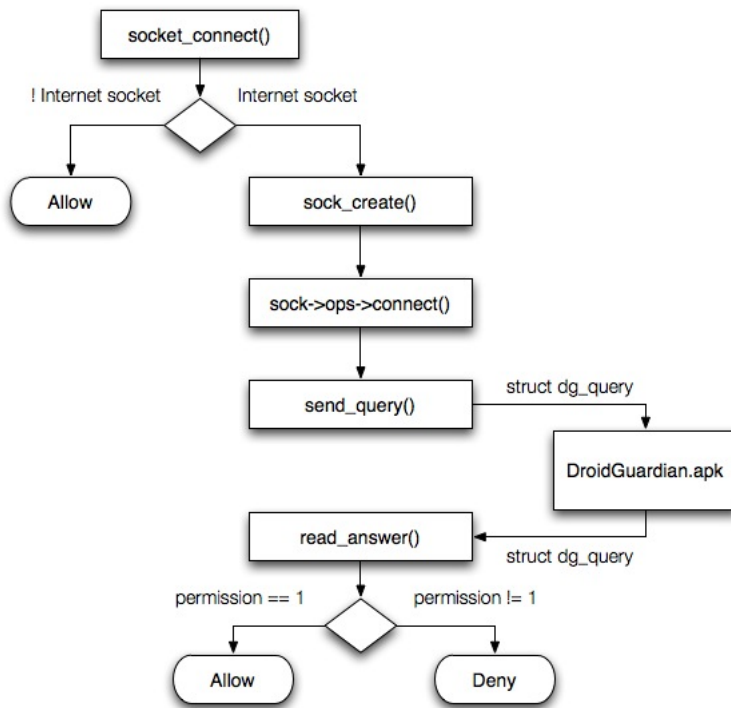 socket_connect()
! Internet socket
Internet socket
Allow
sock_create()
sock->ops->connect()
send_query()
struct dg_query
DroidGuardian.apk
read_answer()
struct dg_query
permission == 1
permission != 1
Allow
Deny